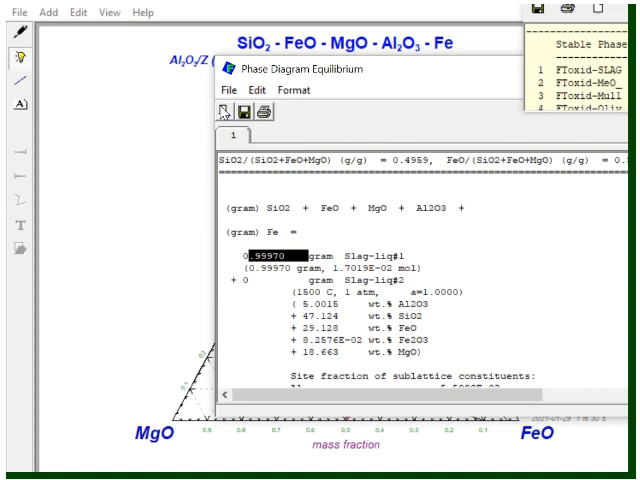 File Add Edit View Help
SiO2 - FeO - MgO - Al2O3 - Fe
Al2O3/Z (
Stable Phase
1 FToxid-SLAG
2 FToxid-MeO_
3 FToxid-Mull
4 FToxid-Oliv
Phase Diagram Equilibrium
File Edit Format
1
SiO2/(SiO2+FeO+MgO) (g/g) = 0.4959, FeO/(SiO2+FeO+MgO) (g/g) = 0.
(gram) SiO2 + FeO + MgO + Al2O3 +
(gram) Fe =
0.99970 gram Slag-liq#1
(0.99970 gram, 1.7019E-02 mol)
+ 0 gram Slag-liq#2
(1500 C, 1 atm, a=1.0000)
( 5.0015 wt.% Al2O3
+ 47.124 wt.% SiO2
+ 29.128 wt.% FeO
+ 8.2576E-02 wt.% Fe2O3
+ 18.663 wt.% MgO)
Site fraction of sublattice constituents:
A
T
MgO
0.9 0.8 0.7 0.6 0.5 0.4 0.3 0.2 0.1
FeO
mass fraction